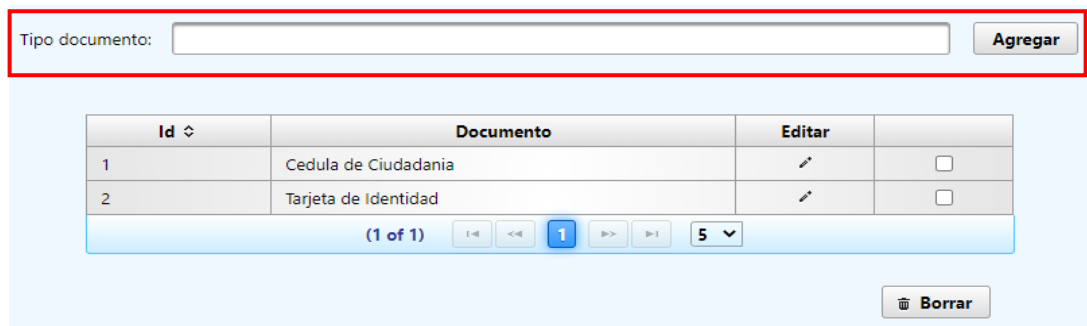 Tipo documento: Agregar
Id Documento Editar
1 Cedula de Ciudadania
2 Tarjeta de Identidad
(1 of 1) 1 5
Borrar